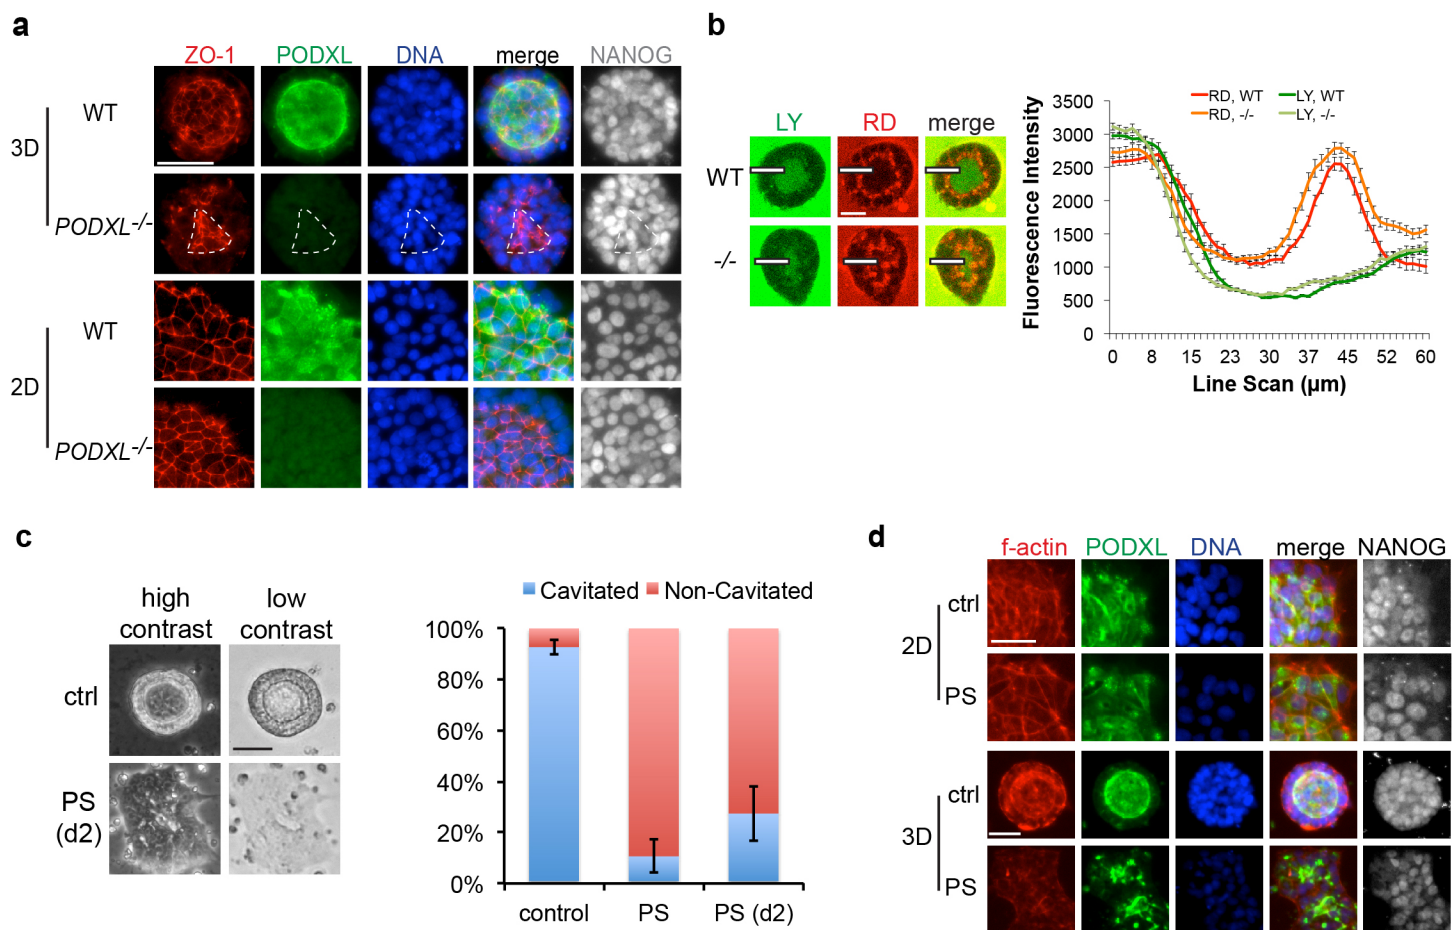 a
ZO-1 PODXL DNA merge NANOG
3D
WT
PODXL-/-
2D
WT
PODXL-/-
b
LY RD merge
WT
-/-
Fluorescence Intensity
3500
3000
2500
2000
1500
1000
500
0
RD, WT LY, WT
RD, -/- LY, -/-
0 8 15 23 30 37 45 52 60
Line Scan (µm)
c
high contrast
low contrast
ctrl
PS (d2)
Cavitated Non-Cavitated
100%
80%
60%
40%
20%
0%
control PS PS (d2)
d
f-actin PODXL DNA merge NANOG
2D
ctrl
PS
3D
ctrl
PS